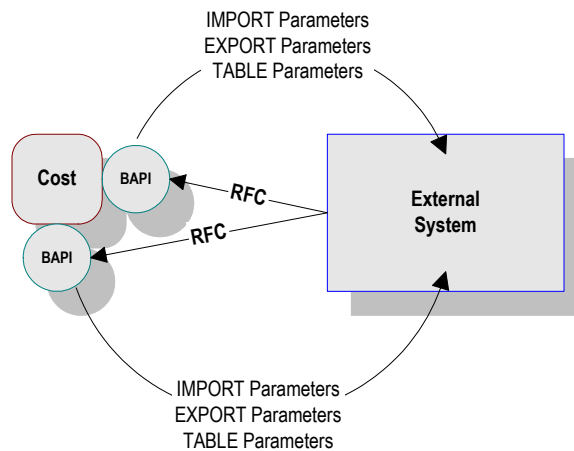 IMPORT Parameters
EXPORT Parameters
TABLE Parameters
Cost
BAPI
RFC
External
System
RFC
BAPI
IMPORT Parameters
EXPORT Parameters
TABLE Parameters